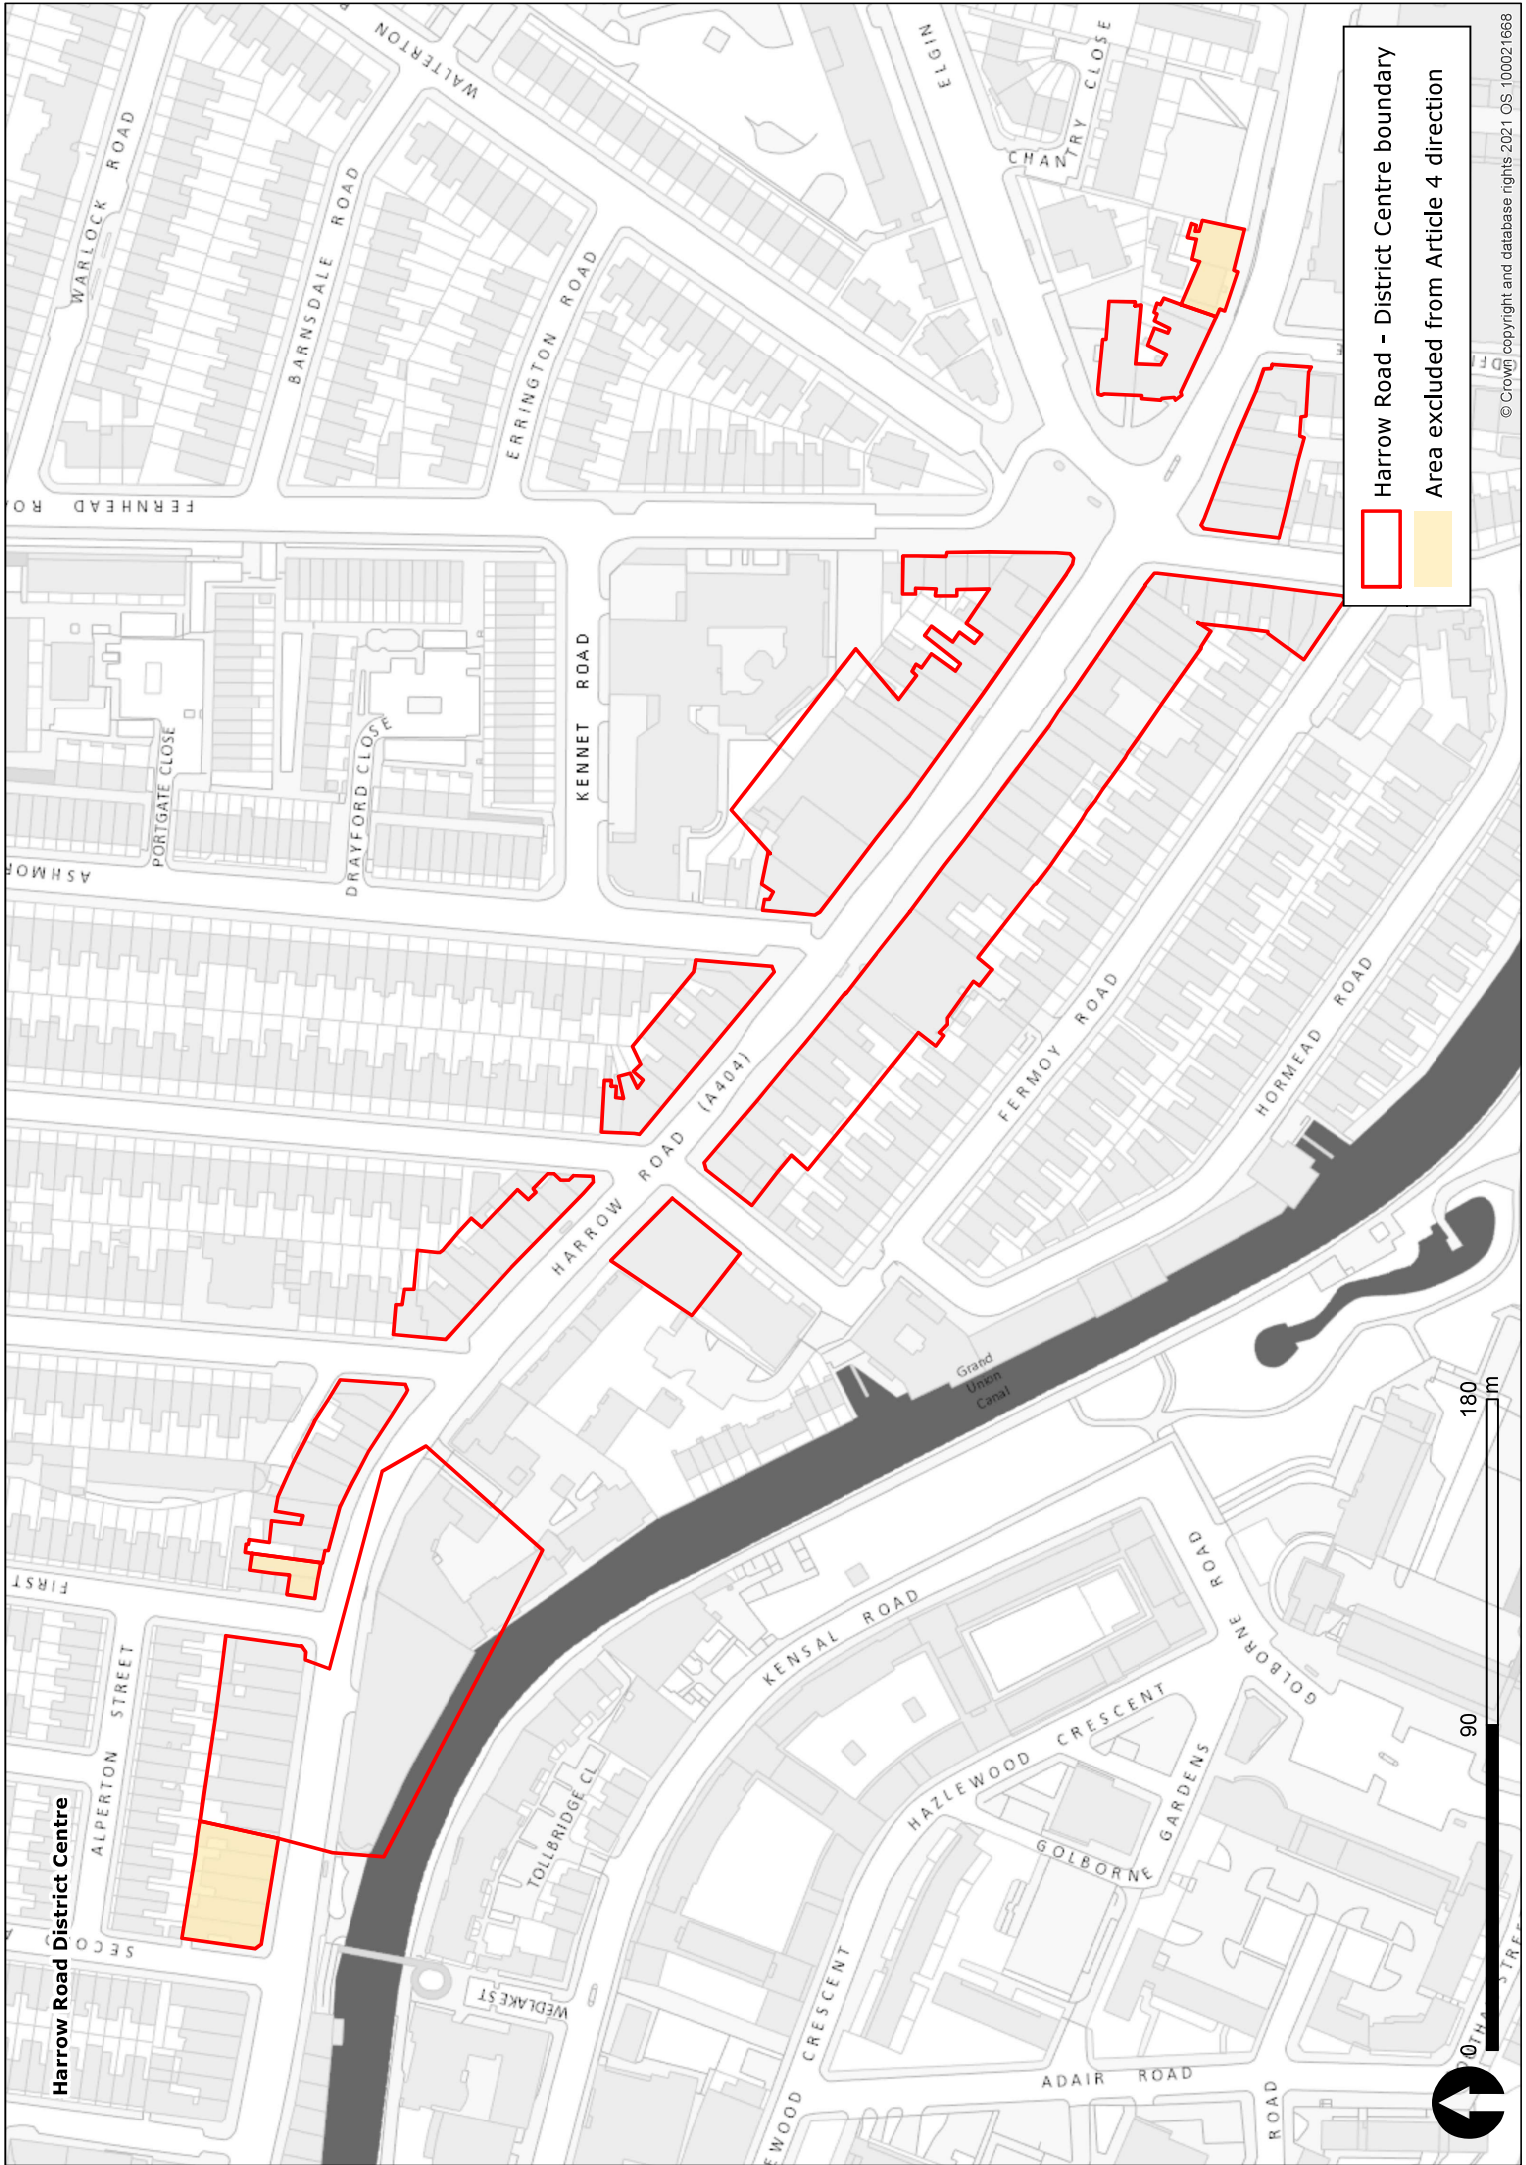 Harrow Road District Centre
WARLOCK ROAD
BARNSDALE ROAD
ERRINGTON ROAD
WALTERTON
ELGIN
CHANTRY CLOSE
FERNHEAD
PORTGATE CLOSE
DRAYFORD CLOSE
KENNET ROAD
HARROW ROAD (A404)
FERMOY ROAD
HORMEAD ROAD
FIRST
ALPERTON STREET
Grand
Union
Canal
KENSAL ROAD
GOLBORNE ROAD
HAZLEWOOD CRESCENT
GOLBORNE GARDENS
TOLLBRIDGE CL
WEDLAKE ST
CRESCENT
ADAIR ROAD
ROAD
Harrow Road - District Centre boundary
Area excluded from Article 4 direction
0 90 180
m
© Crown copyright and database rights 2021 OS 100021668